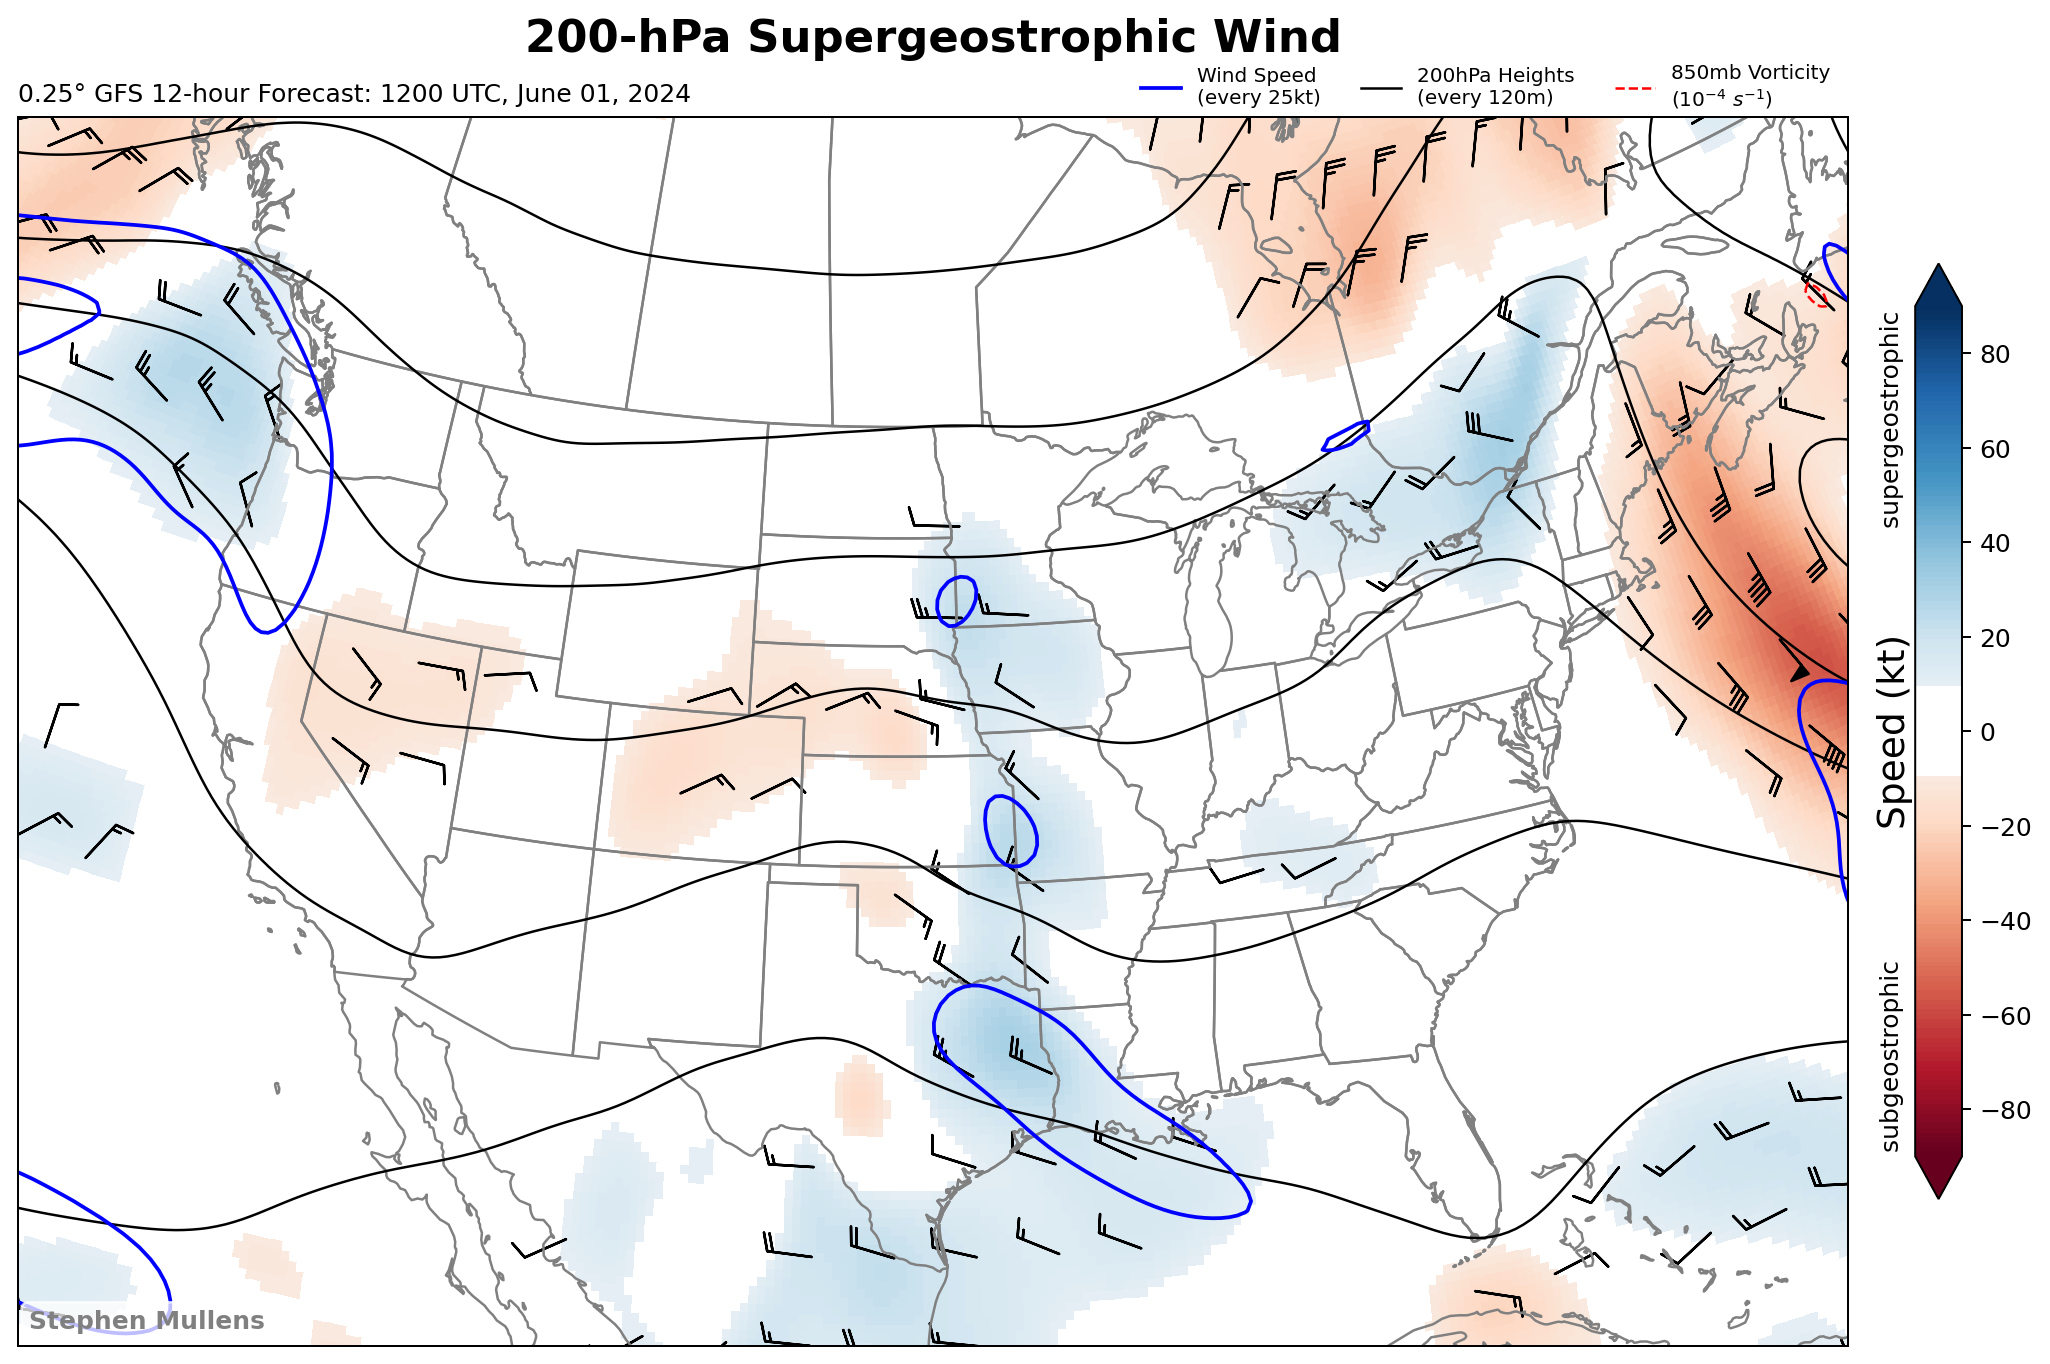 200-hPa Supergeostrophic Wind
0.25° GFS 12-hour Forecast: 1200 UTC, June 01, 2024
Wind Speed
(every 25kt)
200hPa Heights
(every 120m)
850mb Vorticity
(10⁻⁴ s⁻¹)
supergeostrophic
Speed (kt)
subgeostrophic
80
60
40
20
0
−20
−40
−60
−80
Stephen Mullens